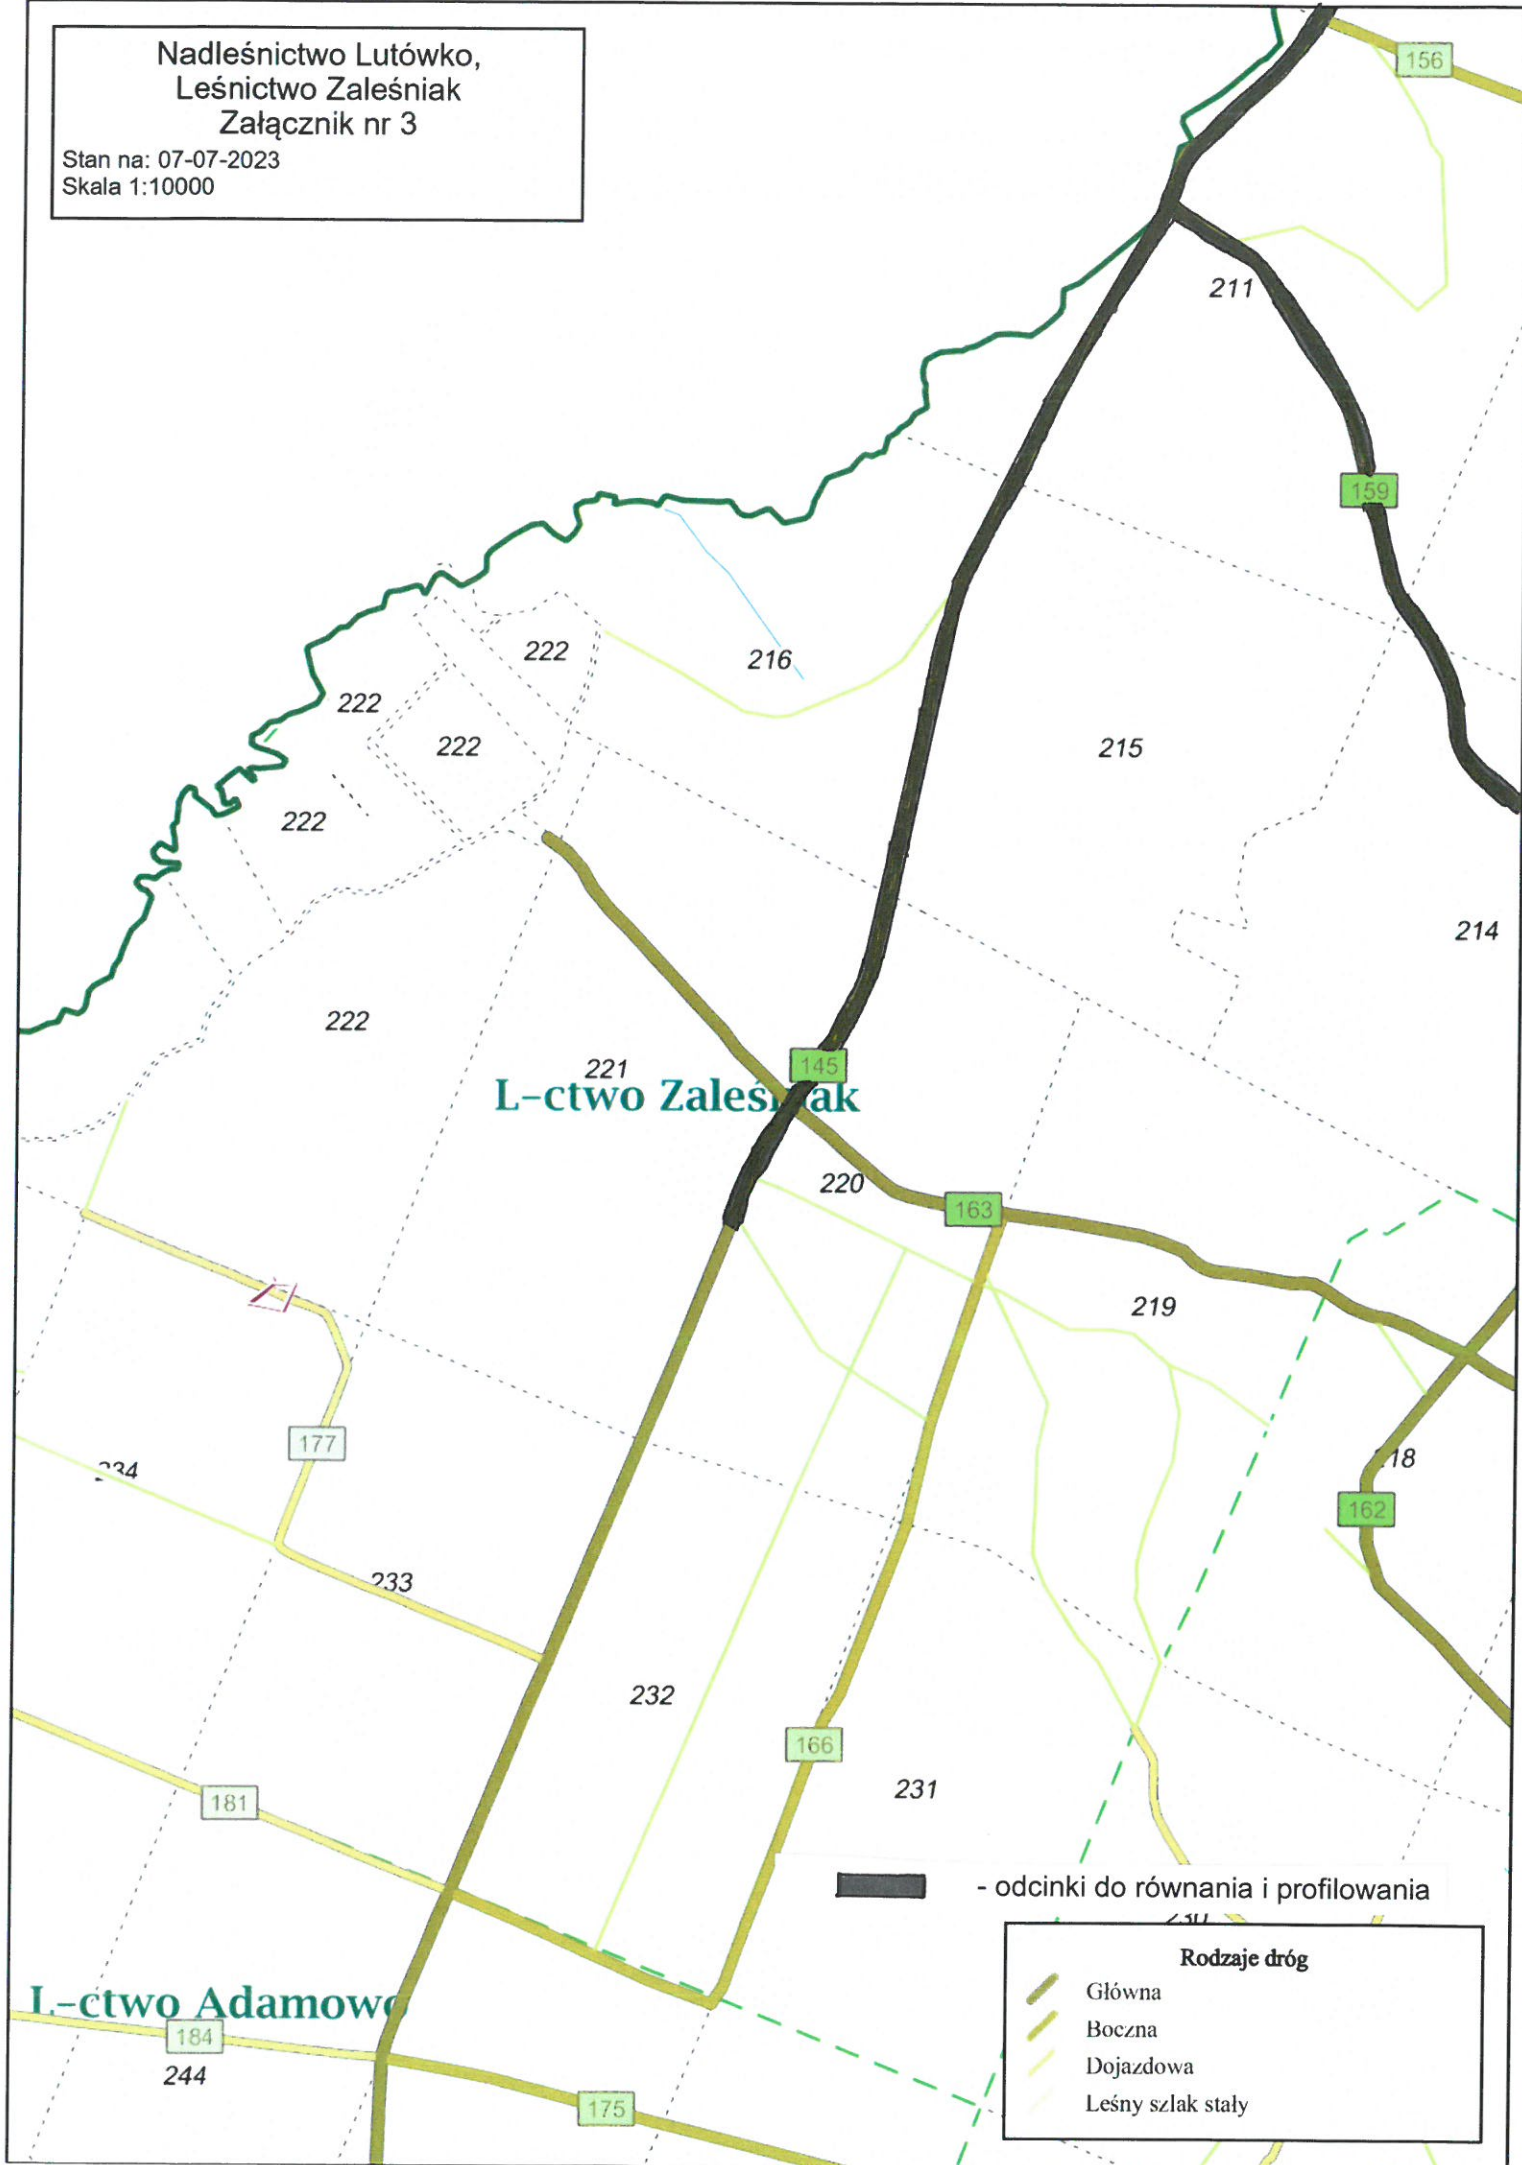 Nadleśnictwo Lutówko,
Leśnictwo Zaleśniak
Załącznik nr 3
Stan na: 07-07-2023
Skala 1:10000
156
211
159
222
216
222
222
215
222
214
222
221
145
L-ctwo Zaleśniak
220
163
219
177
234
218
162
233
232
166
231
181
- odcinki do równania i profilowania
230
Rodzaje dróg
Główna
Boczna
Dojazdowa
Leśny szlak stały
L-ctwo Adamowo
184
244
175